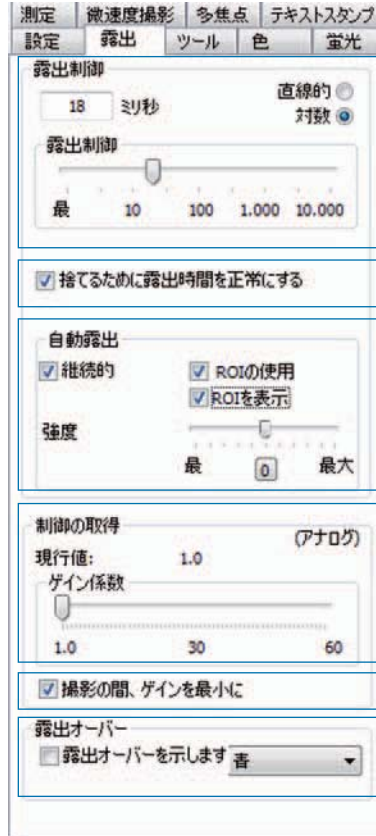 測定 微速度撮影 多焦点 テキストスタンプ
設定 露出 ツール 色 蛍光
露出制御
18 ミリ秒
直線的
対数
露出制御
最 10 100 1.000 10.000
捨てるために露出時間を正常にする
自動露出
継続的 ROIの使用
ROIを表示
強度
最 0 最大
制御の取得
(アナログ)
現行値: 1.0
ゲイン係数
1.0 30 60
撮影の間、ゲインを最小に
露出オーバー
露出オーバーを示します 青